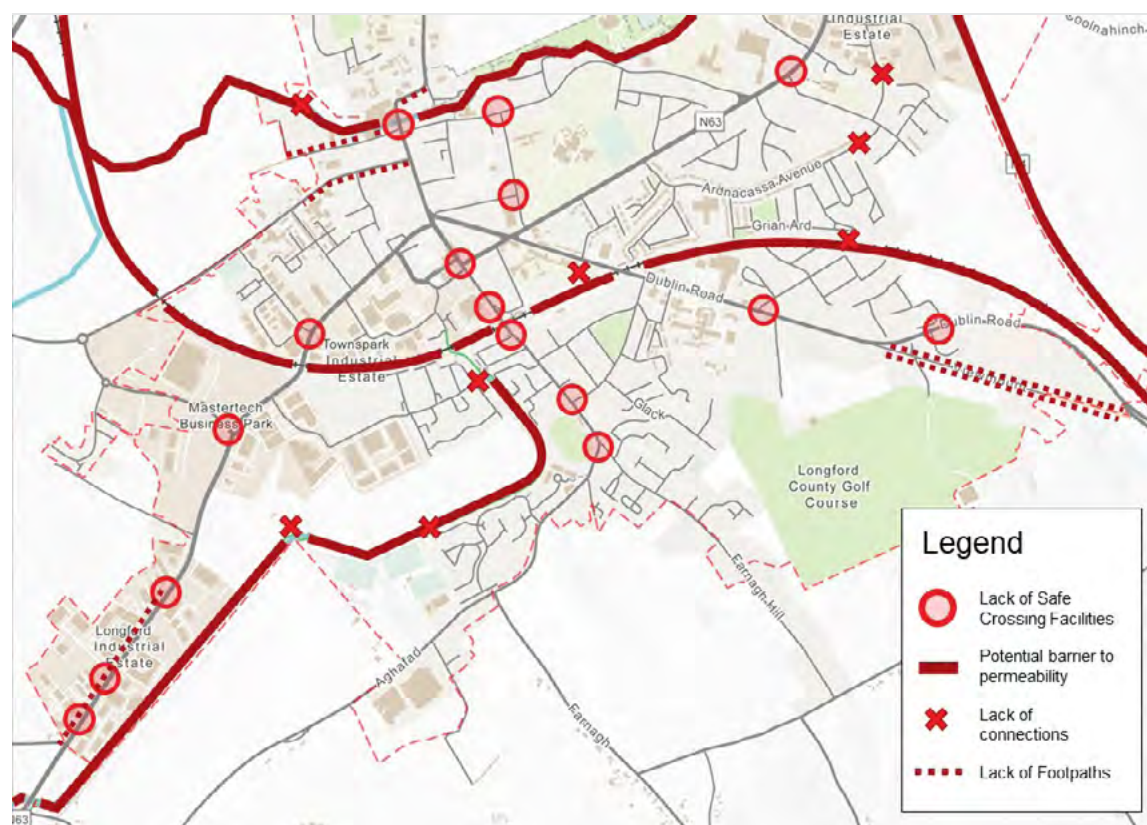 Industrial
Estate
Coolnahinch
N63
Ardnacassa Avenue
Grian Ard
Dublin Road
Dublin Road
Townspark
Industrial
Estate
Mastertech
Business Park
Glack
Longford
County Golf
Course
Longford
Industrial
Estate
Earnagh Hill
Aghafad
Earnagh
N63
Legend
Lack of Safe
Crossing Facilities
Potential barrier to
permeability
Lack of
connections
Lack of Footpaths